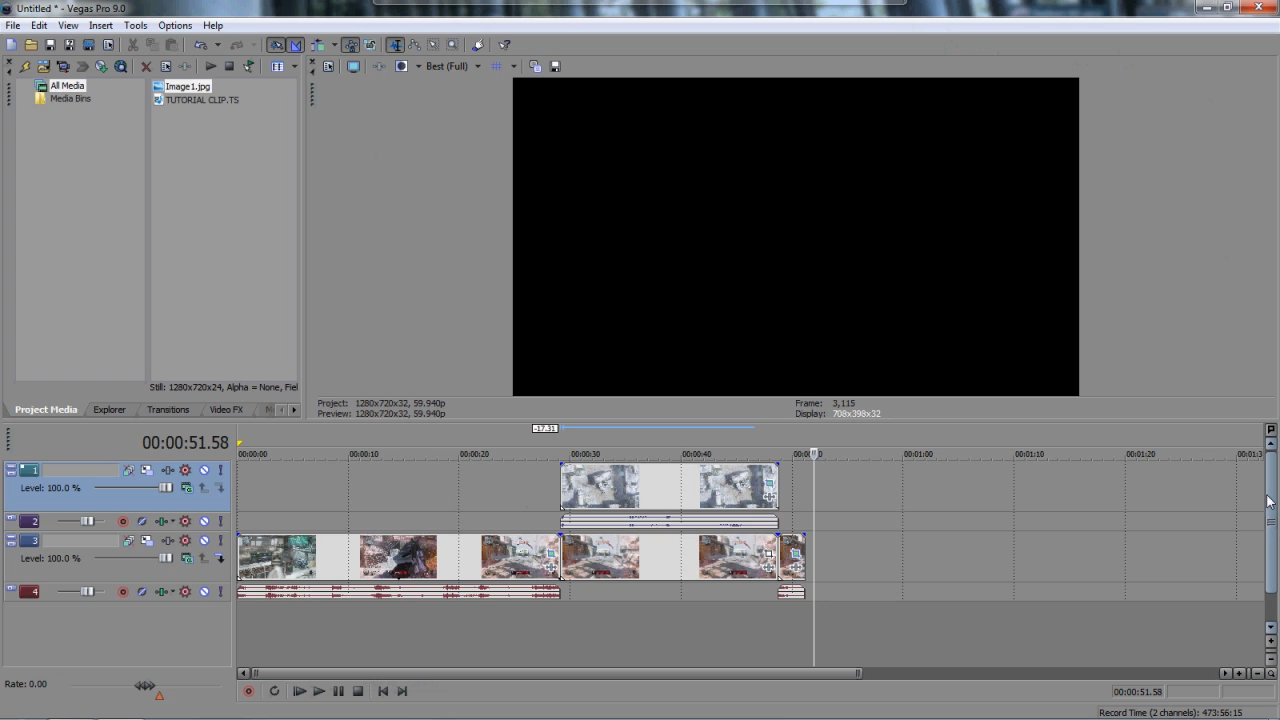 Untitled * - Vegas Pro 9.0
File Edit View Insert Tools Options Help
Best (Full)
All Media
Media Bins
Image1.jpg
TUTORIAL CLIP.TS
Still: 1280x720x24, Alpha = None, Fiel
Project Media Explorer Transitions Video FX
Project: 1280x720x32, 59.940p
Preview: 1280x720x32, 59.940p
Frame: 3,115
Display: 708x398x32
-17.31
00:00:51.58
00:00:00 00:00:10 00:00:20 00:00:30 00:00:40 00:01:00 00:01:10 00:01:20
1
Level: 100.0 %
2
3
Level: 100.0 %
4
Rate: 0.00
00:00:51.58
Record Time (2 channels): 473:56:15